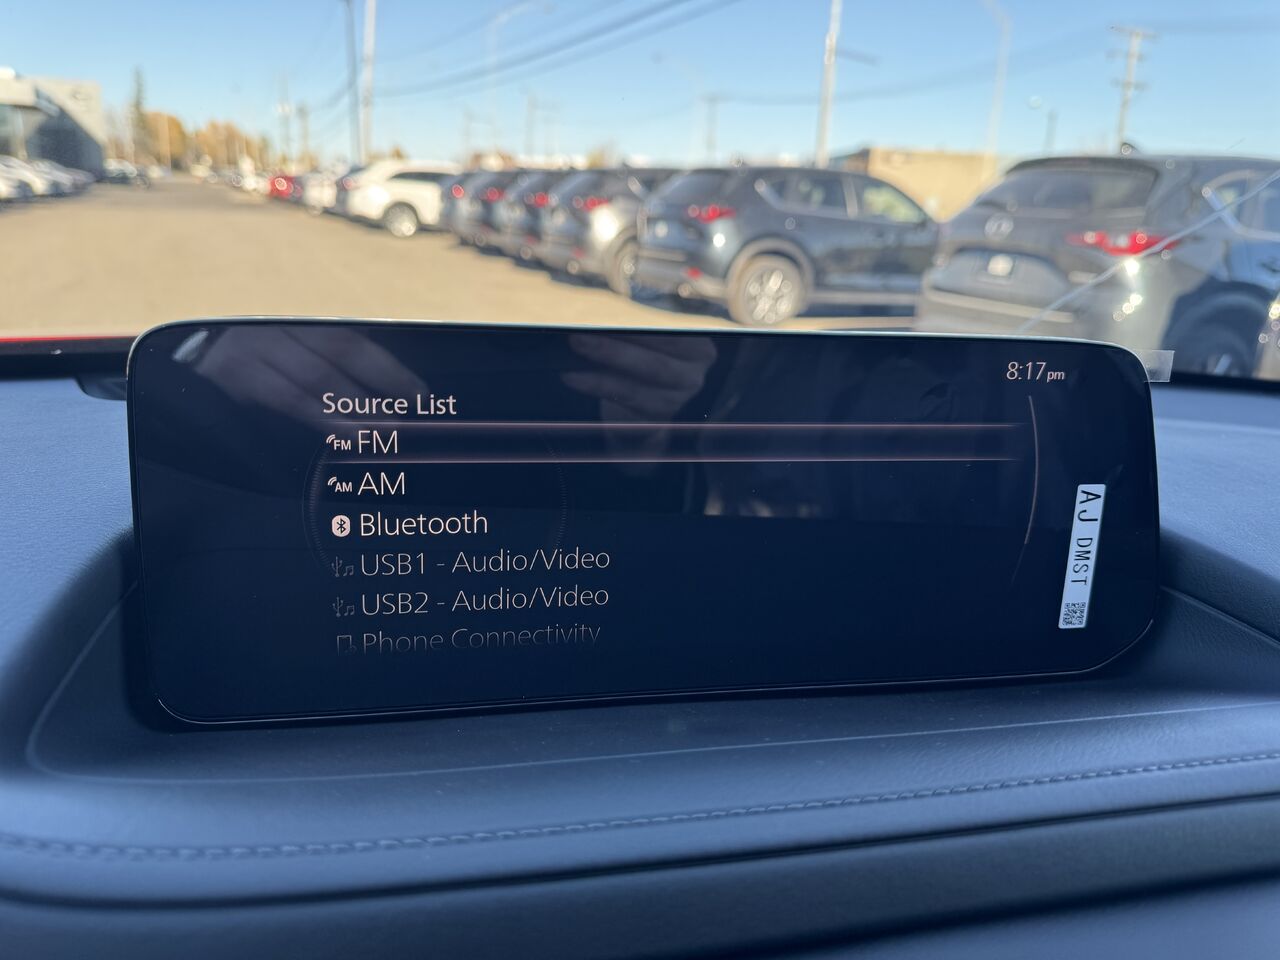 8:17pm
Source List
FM FM
AM AM
Bluetooth
USB1 - Audio/Video
USB2 - Audio/Video
Phone Connectivity
AJ DMST